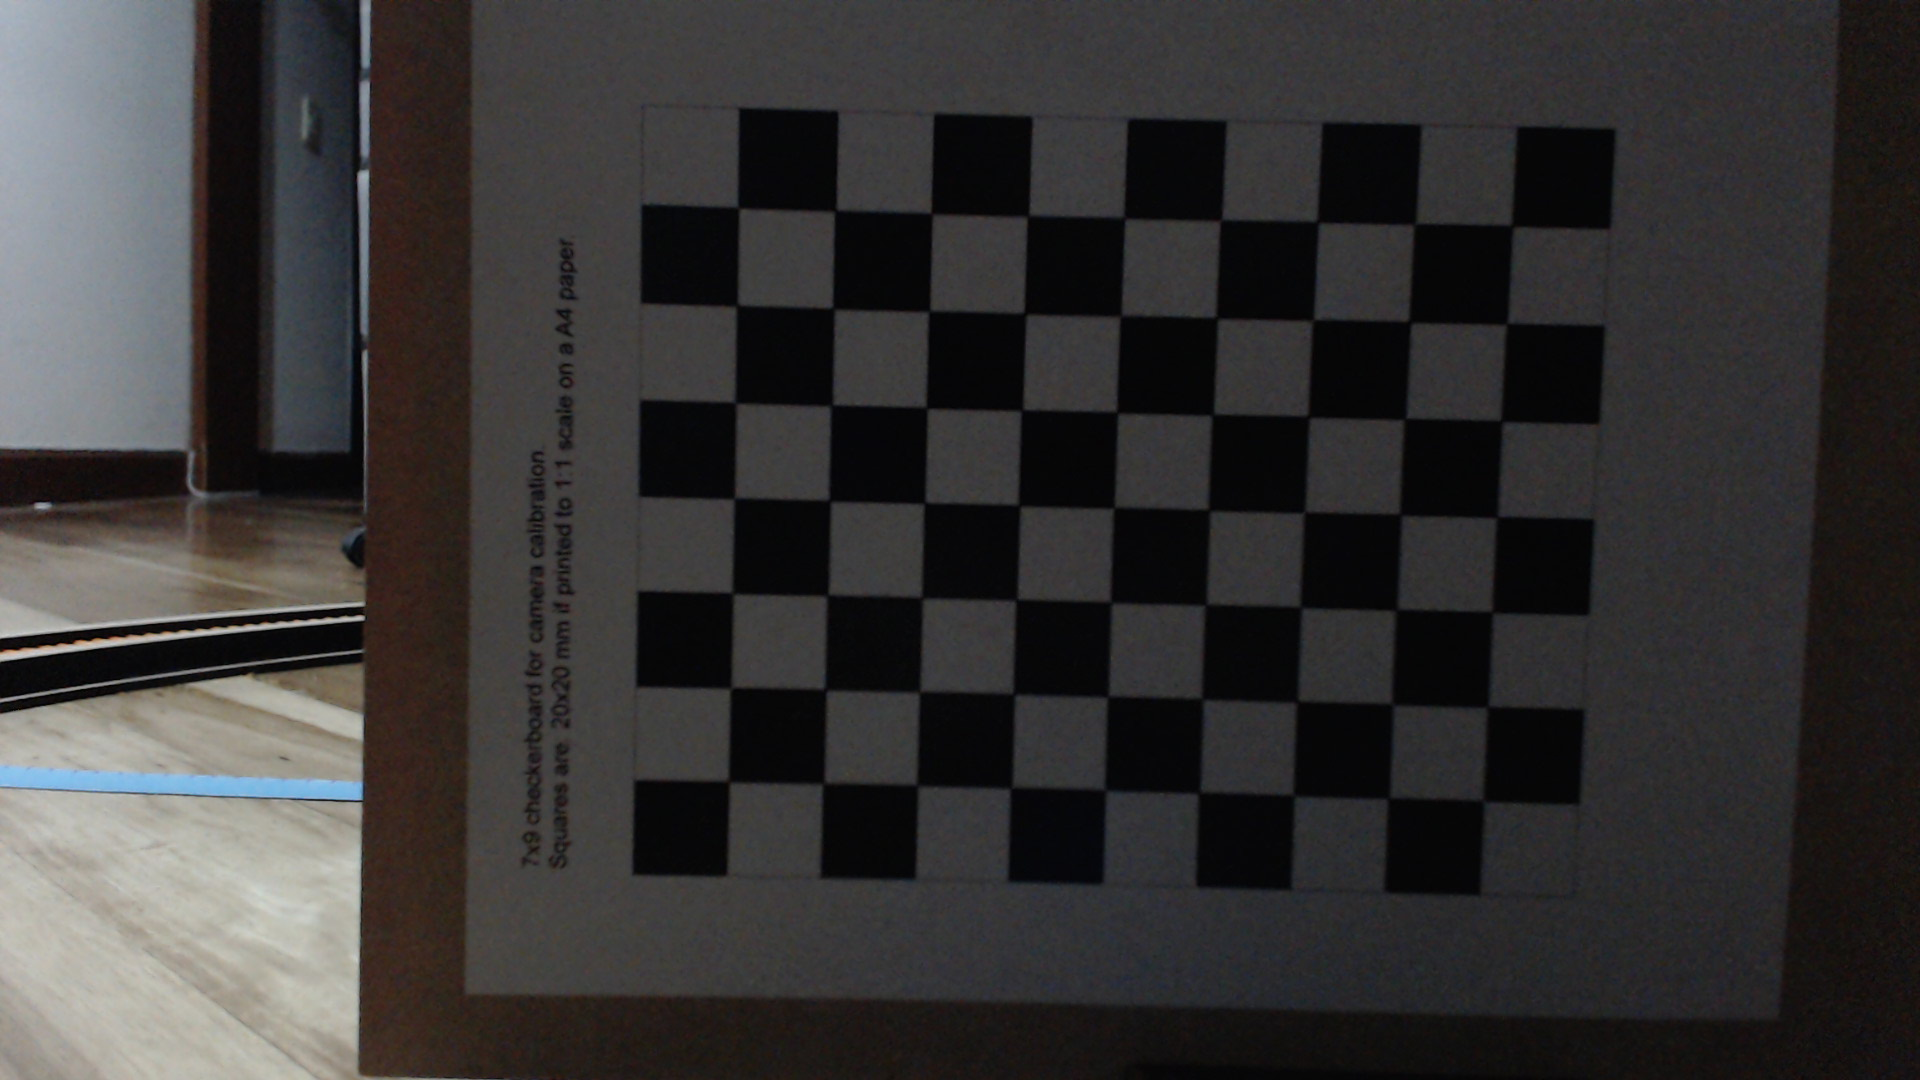 7x9 checkerboard for camera calibration.
Squares are 20x20 mm if printed to 1:1 scale on a A4 paper